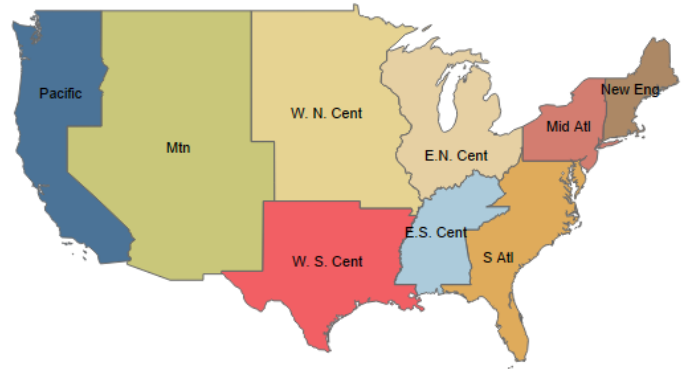 Pacific
Mtn
W. N. Cent
E.N. Cent
Mid Atl
New Eng
W. S. Cent
E.S. Cent
S Atl